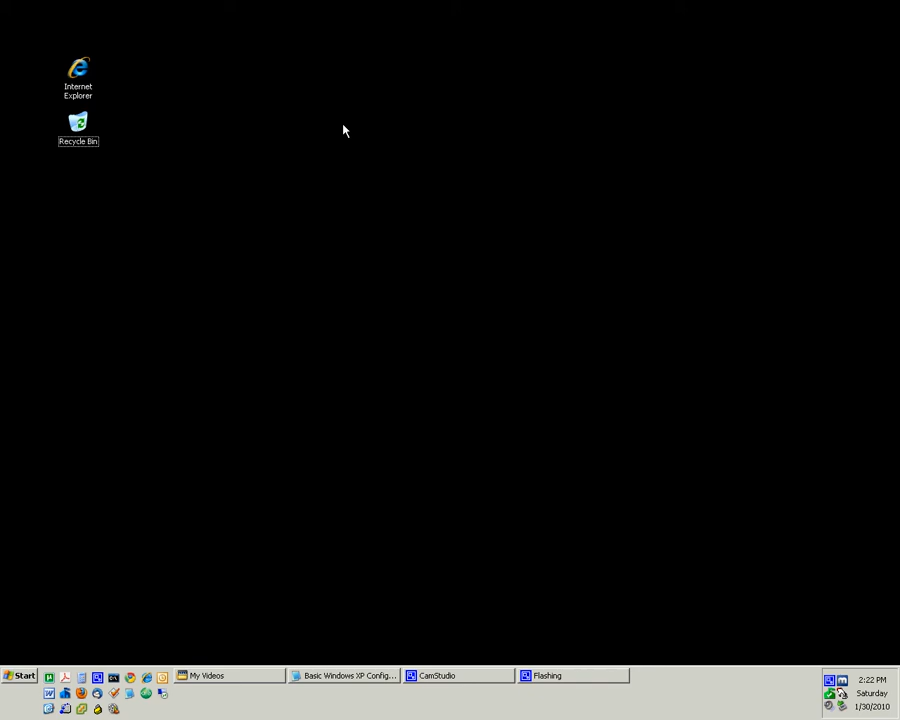 Internet
Explorer
Recycle Bin
Start
My Videos
Basic Windows XP Config...
CamStudio
Flashing
2:22 PM
Saturday
1/30/2010